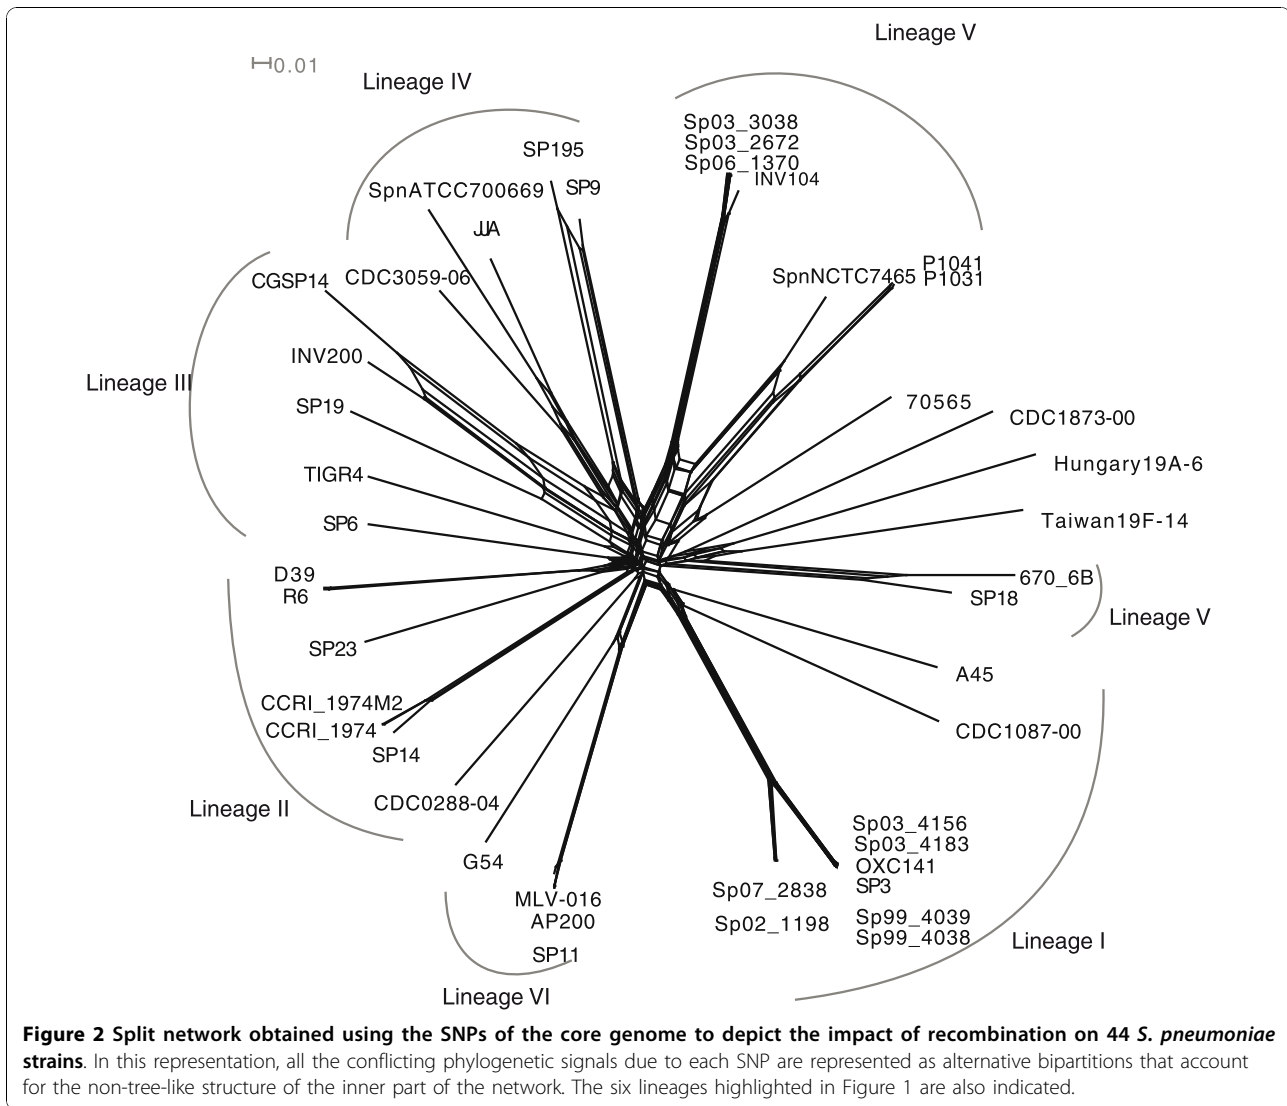 Lineage V
0.01
Lineage IV
Sp03_3038
Sp03_2672
Sp06_1370
INV104
SP195
SP9
SpnATCC700669
JJA
CGSP14
CDC3059-06
SpnNCTC7465
P1041
P1031
INV200
Lineage III
SP19
70565
CDC1873-00
Hungary19A-6
TIGR4
SP6
Taiwan19F-14
D39
R6
670_6B
SP18
Lineage V
SP23
A45
CCRI_1974M2
CCRI_1974
SP14
CDC1087-00
Lineage II
CDC0288-04
G54
Sp03_4156
Sp03_4183
OXC141
SP3
Sp99_4039
Sp99_4038
Sp07_2838
Sp02_1198
Lineage I
MLV-016
AP200
SP11
Lineage VI
Figure 2 Split network obtained using the SNPs of the core genome to depict the impact of recombination on 44 S. pneumoniae
strains. In this representation, all the conflicting phylogenetic signals due to each SNP are represented as alternative bipartitions that account
for the non-tree-like structure of the inner part of the network. The six lineages highlighted in Figure 1 are also indicated.